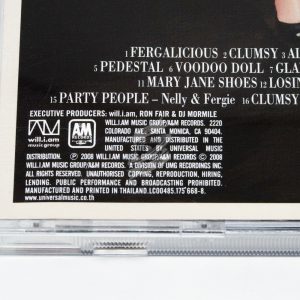 1 FERGALICIOUS 2 CLUMSY 3 
5 PEDESTAL 6 VOODOO DOLL 7 GLA
11 MARY JANE SHOES 12 LOSIN
15 PARTY PEOPLE – Nelly & Fergie 16 CLUMSY
EXECUTIVE PRODUCERS: will.i.am, RON FAIR & DJ MORMILE
will.i.am
music group
A&M
RECORDS
WILL.I.AM MUSIC GROUP/A&M RECORDS. 2220
COLORADO AVE. SANTA MONICA, CA 90404.
DISTRIBUTION IN THE
UNITED STATES BY UNIVERSAL MUSIC
DISTRIBUTION. ℗ 2008 WILL.I.AM MUSIC GROUP/A&M RECORDS. © 2008
WILL.I.AM MUSIC GROUP/A&M RECORDS. A DIVISION OF UMG RECORDINGS INC.
ALL RIGHTS RESERVED. UNAUTHORISED COPYING, REPRODUCTION, HIRING,
LENDING. PUBLIC PERFORMANCE AND BROADCASTING PROHIBITED.
MANUFACTURED AND PRINTED IN THAILAND. LC00485.175"668-8.
www.universalmusic.co.th